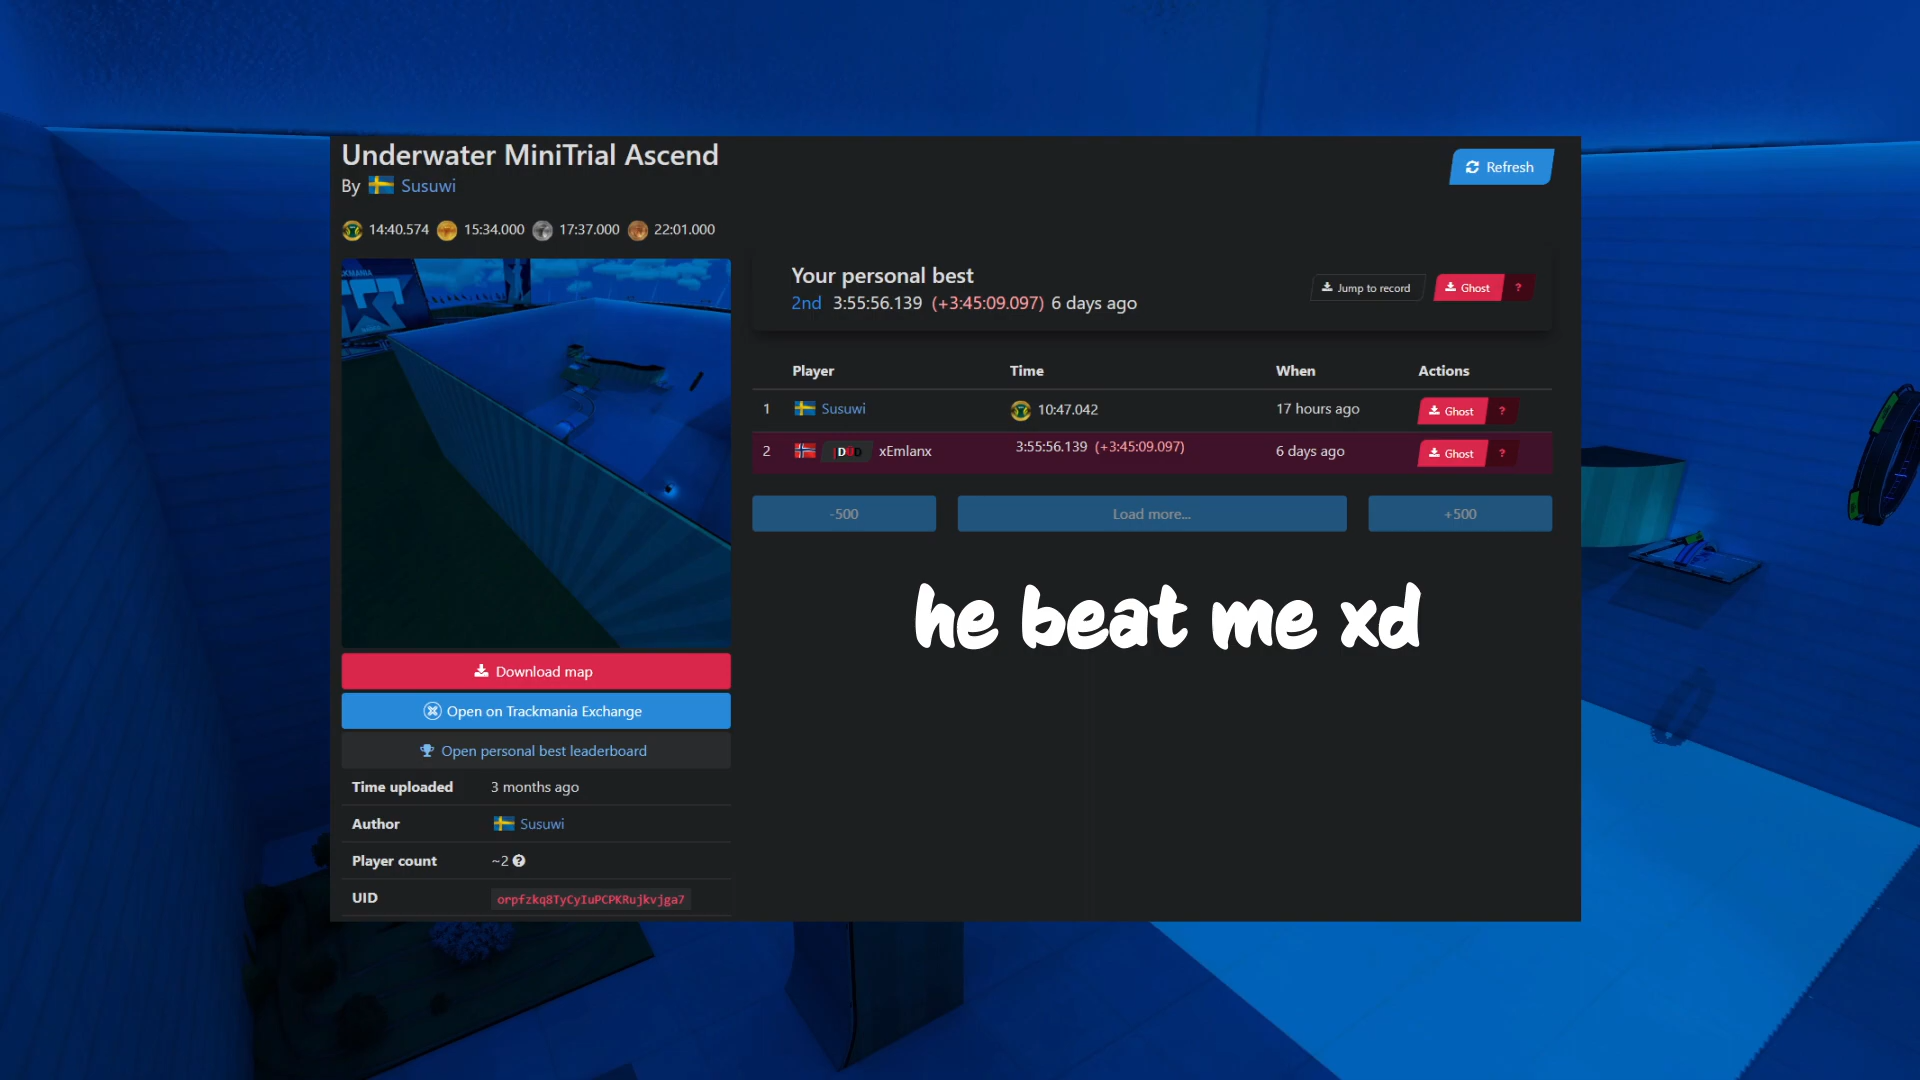 Underwater MiniTrial Ascend
By Susuwi
Refresh
14:40.574 15:34.000 17:37.000 22:01.000
Your personal best
2nd 3:55:56.139 (+3:45:09.097) 6 days ago
Jump to record
Ghost ?
Player Time When Actions
1 Susuwi 10:47.042 17 hours ago Ghost ?
2 DUD xEmlanx 3:55:56.139 (+3:45:09.097) 6 days ago Ghost ?
-500
Load more...
+500
he beat me xd
Download map
Open on Trackmania Exchange
Open personal best leaderboard
Time uploaded 3 months ago
Author Susuwi
Player count ~2 ?
UID orpfzkq8TyCyIuPCPKRujkvjga7